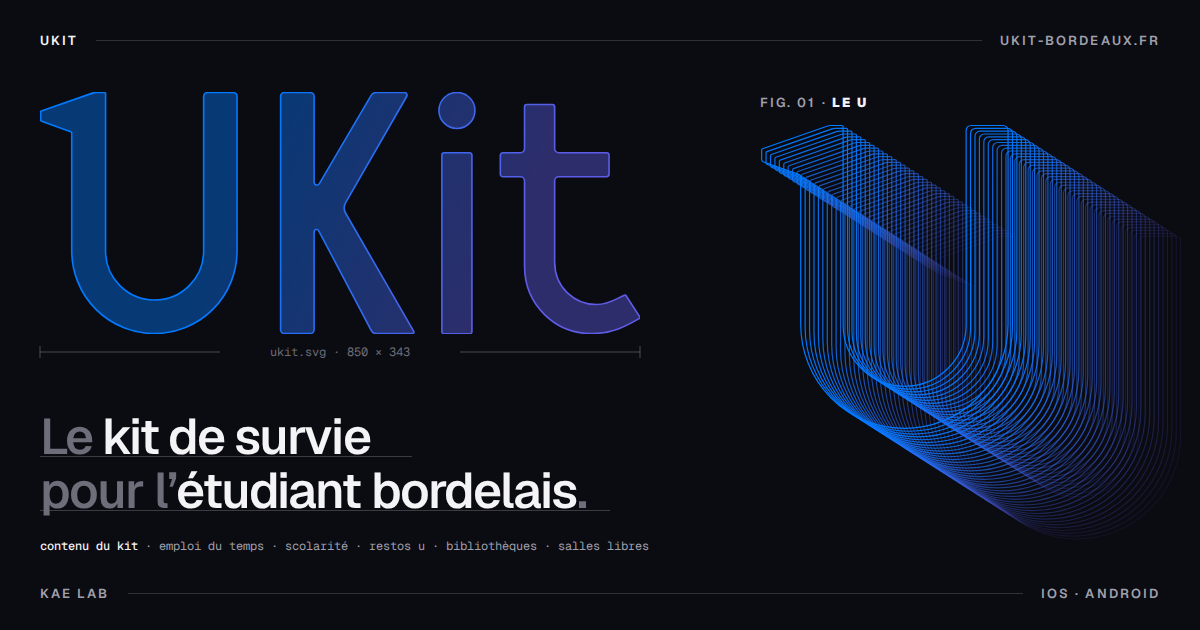 UKIT
UKIT-BORDEAUX.FR
UKit
FIG. 01 · LE U
ukit.svg · 850 × 343
Le kit de survie
pour l’étudiant bordelais.
contenu du kit · emploi du temps · scolarité · restos u · bibliothèques · salles libres
KAE LAB
IOS · ANDROID